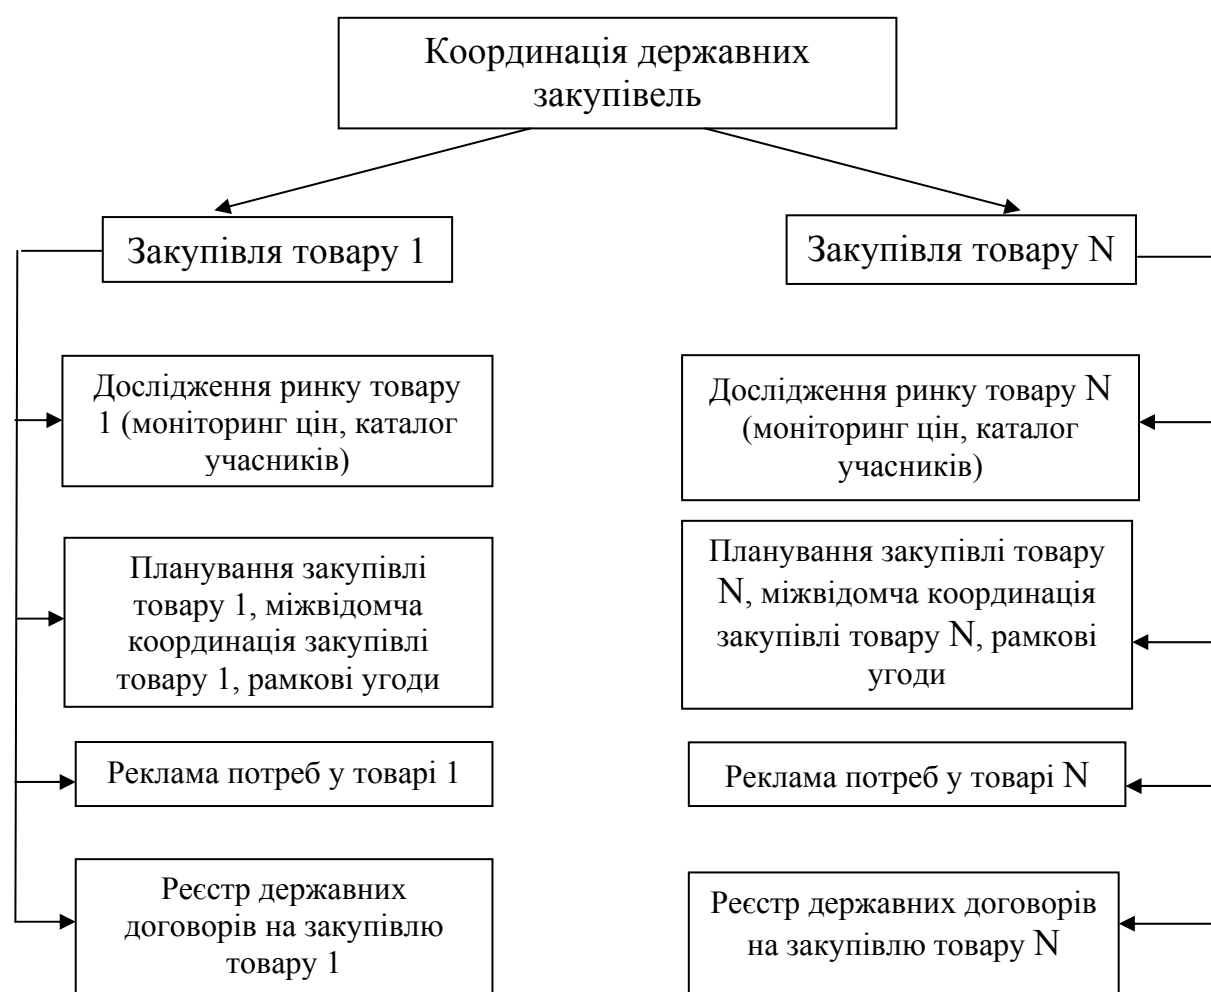 Координація державних
закупівель
Закупівля товару 1
Закупівля товару N
Дослідження ринку товару
1 (моніторинг цін, каталог
учасників)
Дослідження ринку товару N
(моніторинг цін, каталог
учасників)
Планування закупівлі
товару 1, міжвідомча
координація закупівлі
товару 1, рамкові угоди
Планування закупівлі товару
N, міжвідомча координація
закупівлі товару N, рамкові
угоди
Реклама потреб у товарі 1
Реклама потреб у товарі N
Реєстр державних
договорів на закупівлю
товару 1
Реєстр державних договорів
на закупівлю товару N